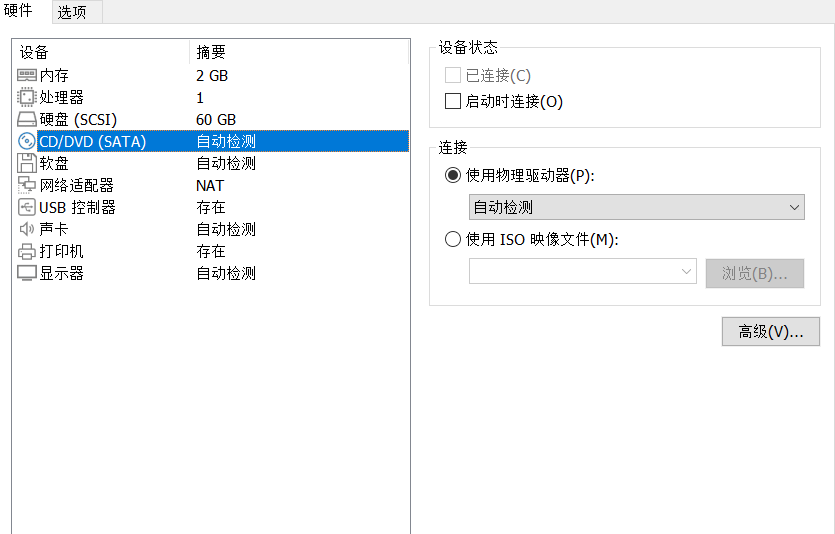 硬件 选项
设备 摘要
内存 2 GB
处理器 1
硬盘 (SCSI) 60 GB
CD/DVD (SATA) 自动检测
软盘 自动检测
网络适配器 NAT
USB 控制器 存在
声卡 自动检测
打印机 存在
显示器 自动检测
设备状态
已连接(C)
启动时连接(O)
连接
使用物理驱动器(P):
自动检测
使用 ISO 映像文件(M):
浏览(B)...
高级(V)...